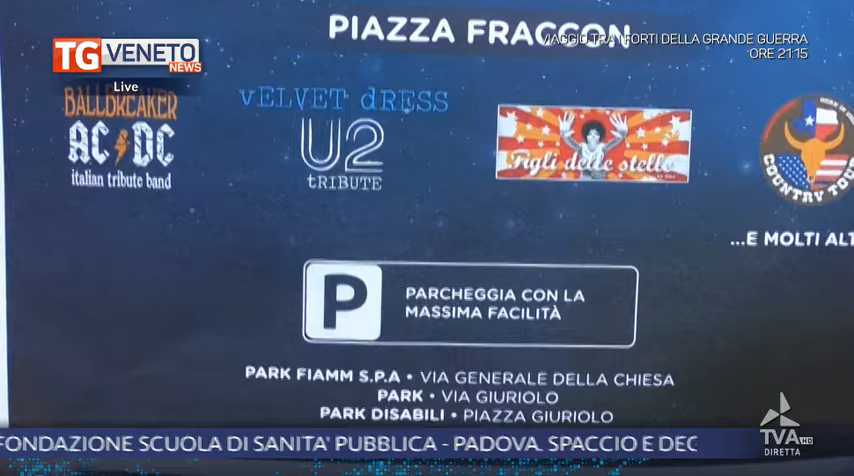 PIAZZA FRACCON
VIAGGIO TRA I FORTI DELLA GRANDE GUERRA
ORE 21:15
TG VENETO
NEWS
Live
BALLBREAKER
AC DC
italian tribute band
vELVET dRESS
U2
tRIBUTE
Figli delle stelle
COUNTRY TOU
...E MOLTI ALT
P
PARCHEGGIA CON LA
MASSIMA FACILITÀ
PARK FIAMM S.P.A • VIA GENERALE DELLA CHIESA
PARK • VIA GIURIOLO
PARK DISABILI • PIAZZA GIURIOLO
FONDAZIONE SCUOLA DI SANITA' PUBBLICA - PADOVA. SPACCIO E DEC
TVA HD
DIRETTA